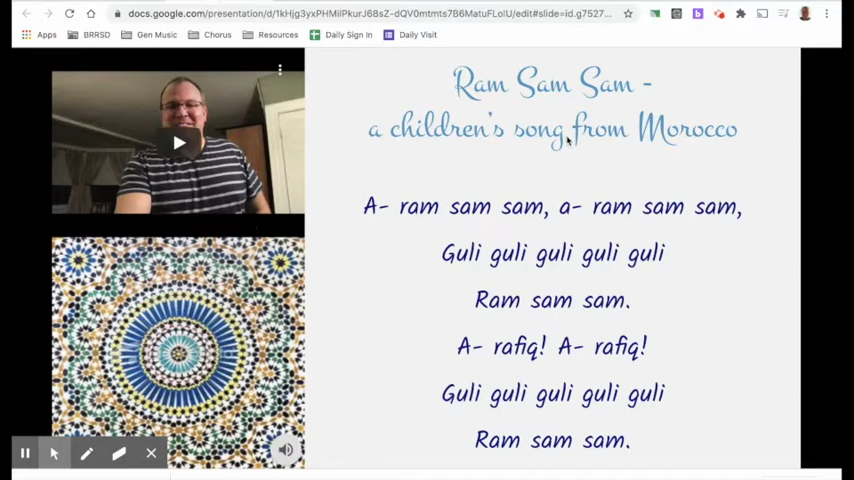 docs.google.com/presentation/d/1kHjg3yxPHMilPkurJ68sZ-dQV0mtmts7B6MatuFLoIU/edit#slide=id.g7527...
Apps BRRSD Gen Music Chorus Resources Daily Sign In Daily Visit
Ram Sam Sam -
a children's song from Morocco
A- ram sam sam, a- ram sam sam,
Guli guli guli guli guli
Ram sam sam.
A- rafiq! A- rafiq!
Guli guli guli guli guli
Ram sam sam.